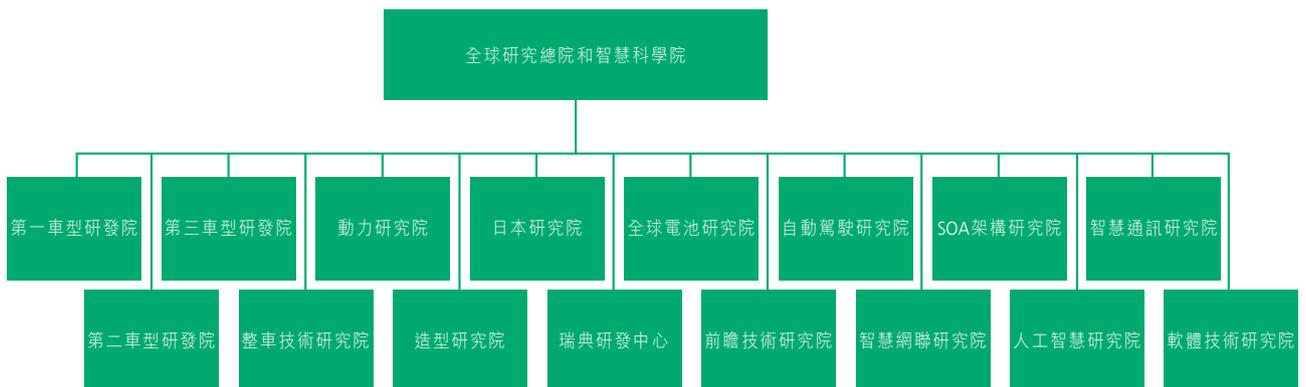 全球研究總院和智慧科學院
第一車型研發院
第三車型研發院
動力研究院
日本研究院
全球電池研究院
自動駕駛研究院
SOA架構研究院
智慧通訊研究院
第二車型研發院
整車技術研究院
造型研究院
瑞典研發中心
前瞻技術研究院
智慧網聯研究院
人工智慧研究院
軟體技術研究院